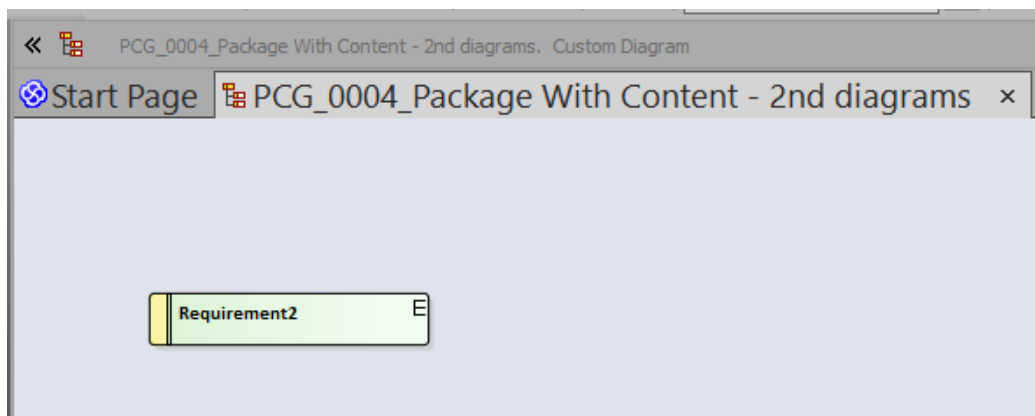 PCG_0004_Package With Content - 2nd diagrams. Custom Diagram
Start Page
PCG_0004_Package With Content - 2nd diagrams ×
Requirement2 E